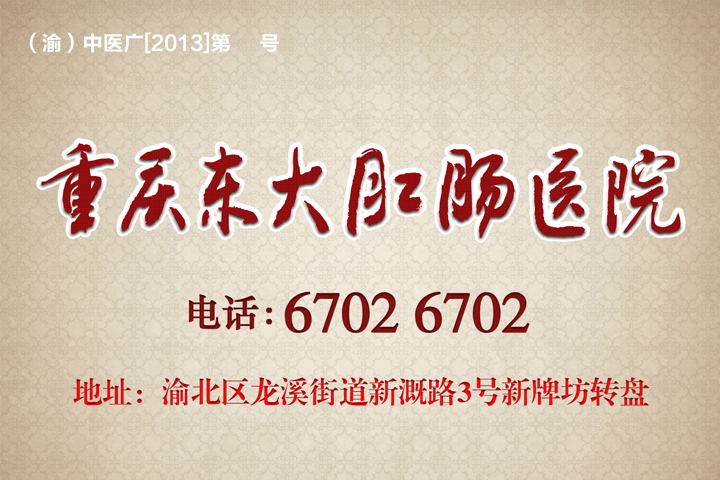 （渝）中医广[2013]第 号
重庆东大肛肠医院
电话：6702 6702
地址：渝北区龙溪街道新溉路3号新牌坊转盘